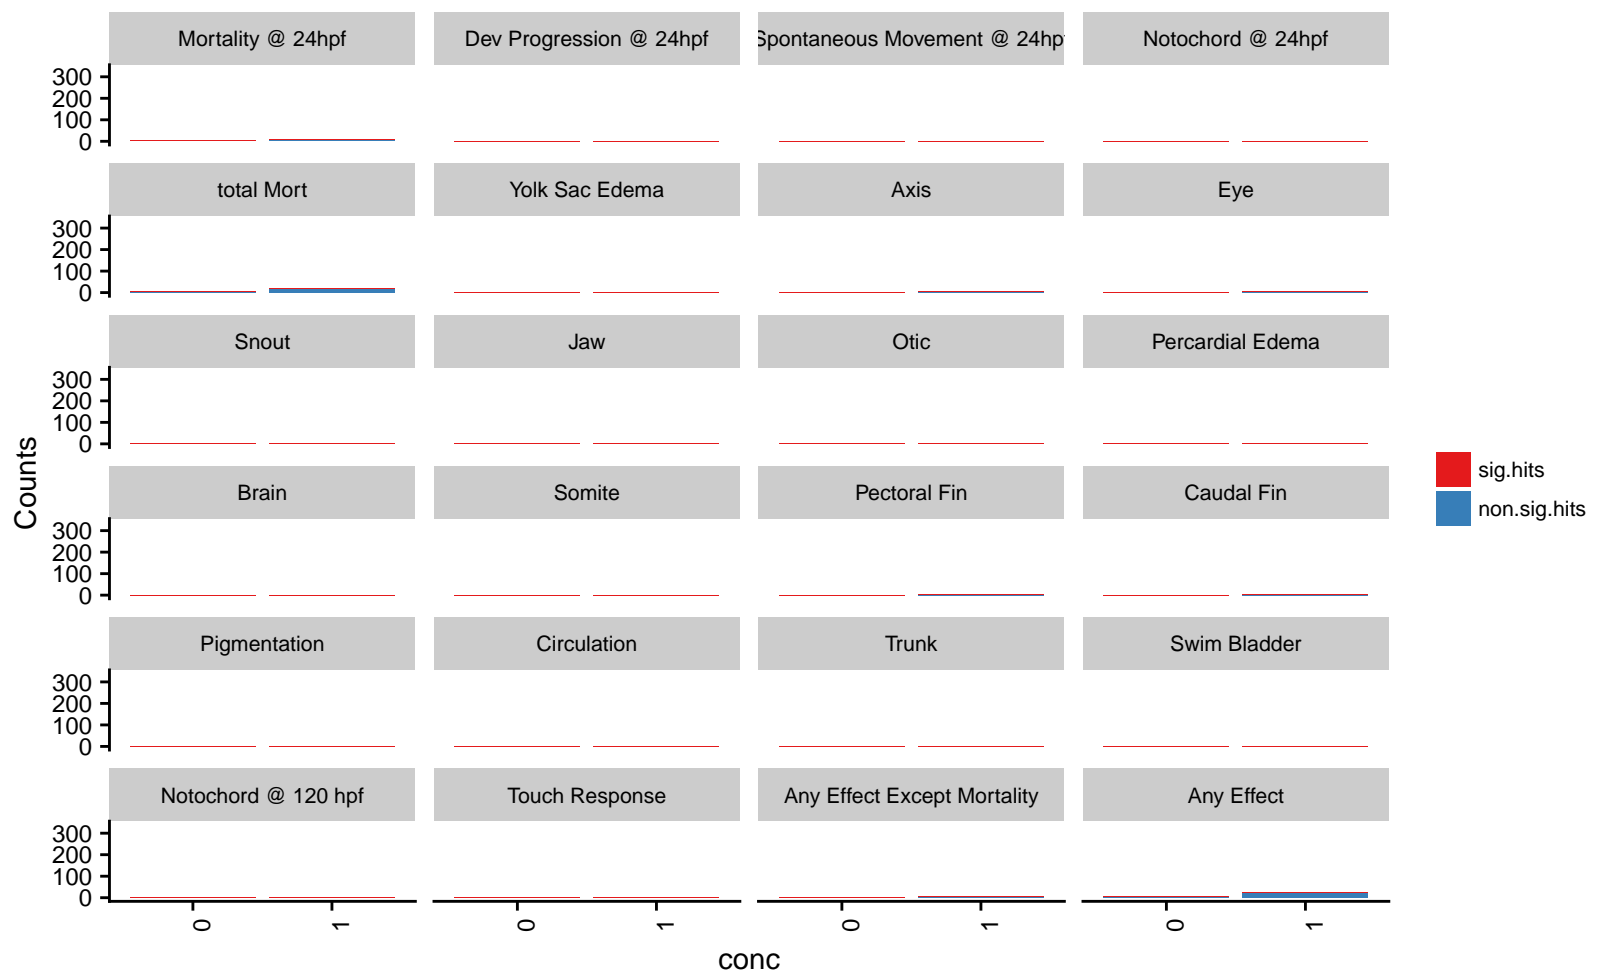 Mortality @ 24hpf
Dev Progression @ 24hpf
Spontaneous Movement @ 24hp
Notochord @ 24hpf
300
200
100
0
total Mort
Yolk Sac Edema
Axis
Eye
300
200
100
0
Snout
Jaw
Otic
Percardial Edema
300
200
100
0
Brain
Somite
Pectoral Fin
Caudal Fin
300
200
100
0
Pigmentation
Circulation
Trunk
Swim Bladder
300
200
100
0
Notochord @ 120 hpf
Touch Response
Any Effect Except Mortality
Any Effect
300
200
100
0
0
1
0
1
0
1
0
1
conc
Counts
sig.hits
non.sig.hits